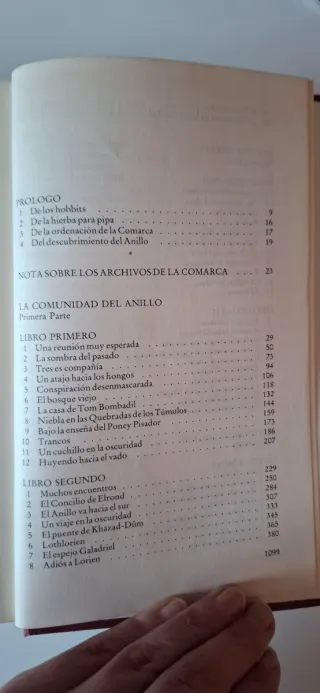 PROLOGO
1 De los hobbits 9
2 De la hierba para pipa 16
3 De la ordenación de la Comarca 17
4 Del descubrimiento del Anillo 19
NOTA SOBRE LOS ARCHIVOS DE LA COMARCA 23
LA COMUNIDAD DEL ANILLO
Primera Parte
LIBRO PRIMERO
1 Una reunión muy esperada 29
2 La sombra del pasado 50
3 Tres es compañía 73
4 Un atajo hacia los hongos 94
5 Conspiración desenmascarada 106
6 El bosque viejo 118
7 La casa de Tom Bombadil 132
8 Niebla en las Quebradas de los Túmulos 144
9 Bajo la enseña del Poney Pisador 159
10 Trancos 173
11 Un cuchillo en la oscuridad 186
12 Huyendo hacia el vado 207
LIBRO SEGUNDO
1 Muchos encuentros 229
2 El Concilio de Elrond 250
3 El Anillo va hacia el sur 284
4 Un viaje en la oscuridad 307
5 El puente de Khazad-Dûm 333
6 Lothlorien 345
7 El espejo Galadriel 365
8 Adiós a Lorien 380
1099